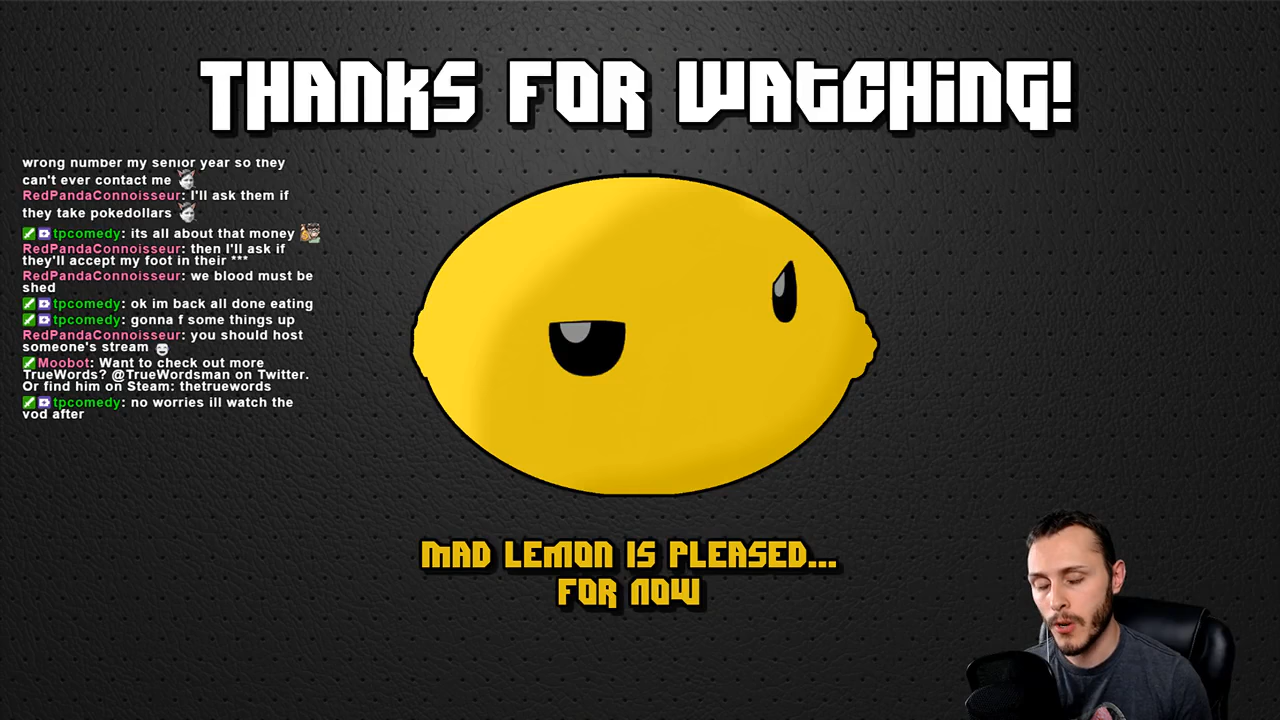 THANKS FOR WATCHING!
wrong number my senior year so they
can't ever contact me
RedPandaConnoisseur: I'll ask them if
they take pokedollars
tpcomedy: its all about that money
RedPandaConnoisseur: then I'll ask if
they'll accept my foot in their ***
RedPandaConnoisseur: we blood must be
shed
tpcomedy: ok im back all done eating
tpcomedy: gonna f some things up
RedPandaConnoisseur: you should host
someone's stream
Moobot: Want to check out more
TrueWords? @TrueWordsman on Twitter.
Or find him on Steam: thetruewords
tpcomedy: no worries ill watch the
vod after
MAD LEMON IS PLEASED...
FOR NOW